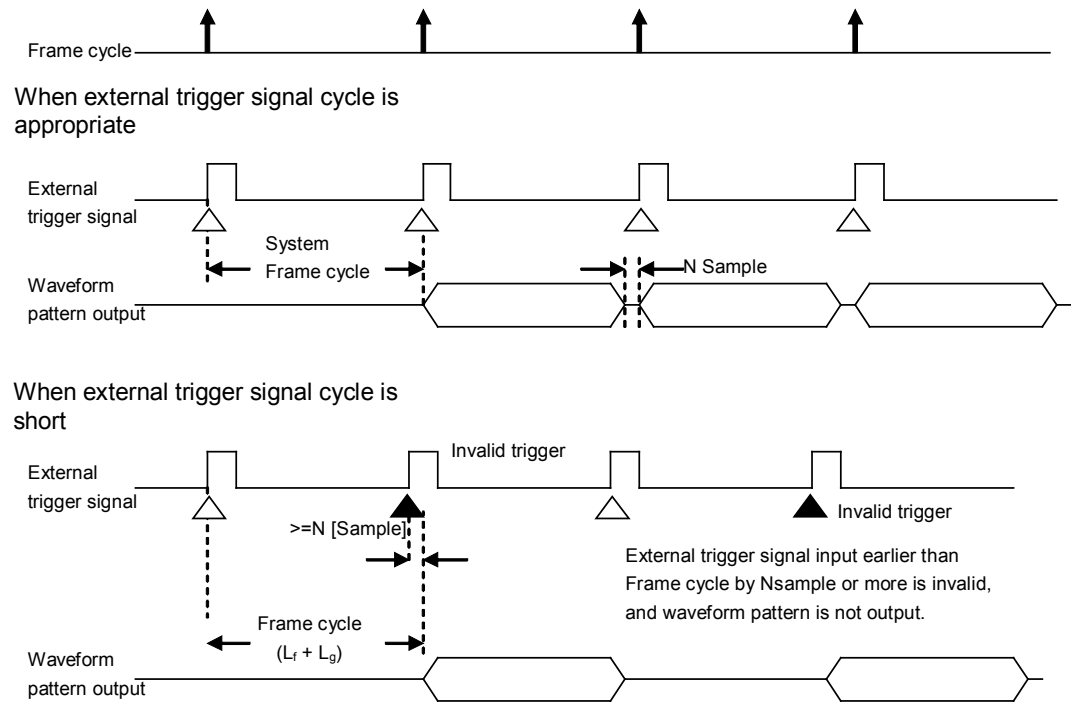 Frame cycle
When external trigger signal cycle is
appropriate
External
trigger signal
System
Frame cycle
N Sample
Waveform
pattern output
When external trigger signal cycle is
short
External
trigger signal
Invalid trigger
>=N [Sample]
Invalid trigger
External trigger signal input earlier than
Frame cycle by Nsample or more is invalid,
and waveform pattern is not output.
Frame cycle
(Lf + Lg)
Waveform
pattern output